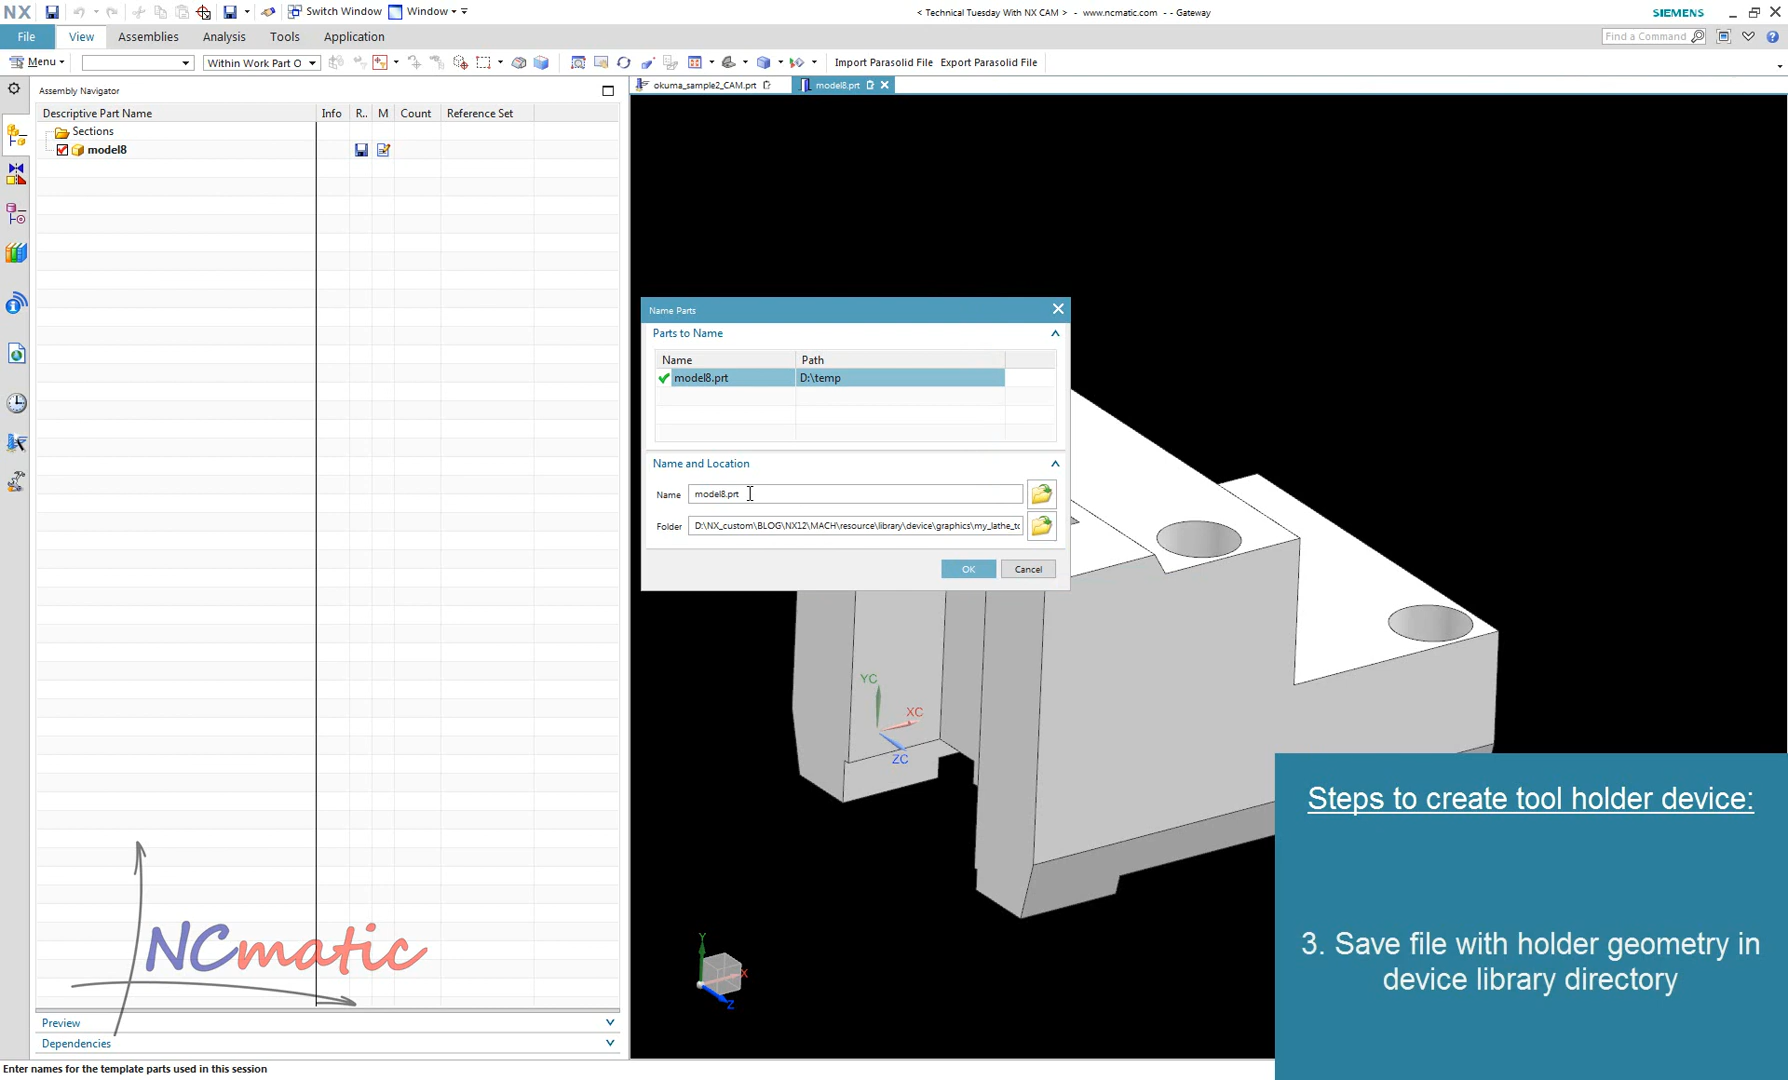 NX
Switch Window
Window
< Technical Tuesday With NX CAM > - www.ncmatic.com - - Gateway
SIEMENS
File
View
Assemblies
Analysis
Tools
Application
Find a Command
Menu
Within Work Part O
Import Parasolid File
Export Parasolid File
Assembly Navigator
okuma_sample2_CAM.prt
model8.prt
Descriptive Part Name
Info
R..
M
Count
Reference Set
Sections
model8
Name Parts
Parts to Name
Name
Path
model8.prt
D:\temp
Name and Location
Name
model8.prt
Folder
D:\NX_custom\BLOG\NX12\MACH\resource\library\device\graphics\my_lathe_to
OK
Cancel
YC
XC
ZC
Steps to create tool holder device:
3. Save file with holder geometry in
device library directory
NCmatic
Y
X
Z
Preview
Dependencies
Enter names for the template parts used in this session